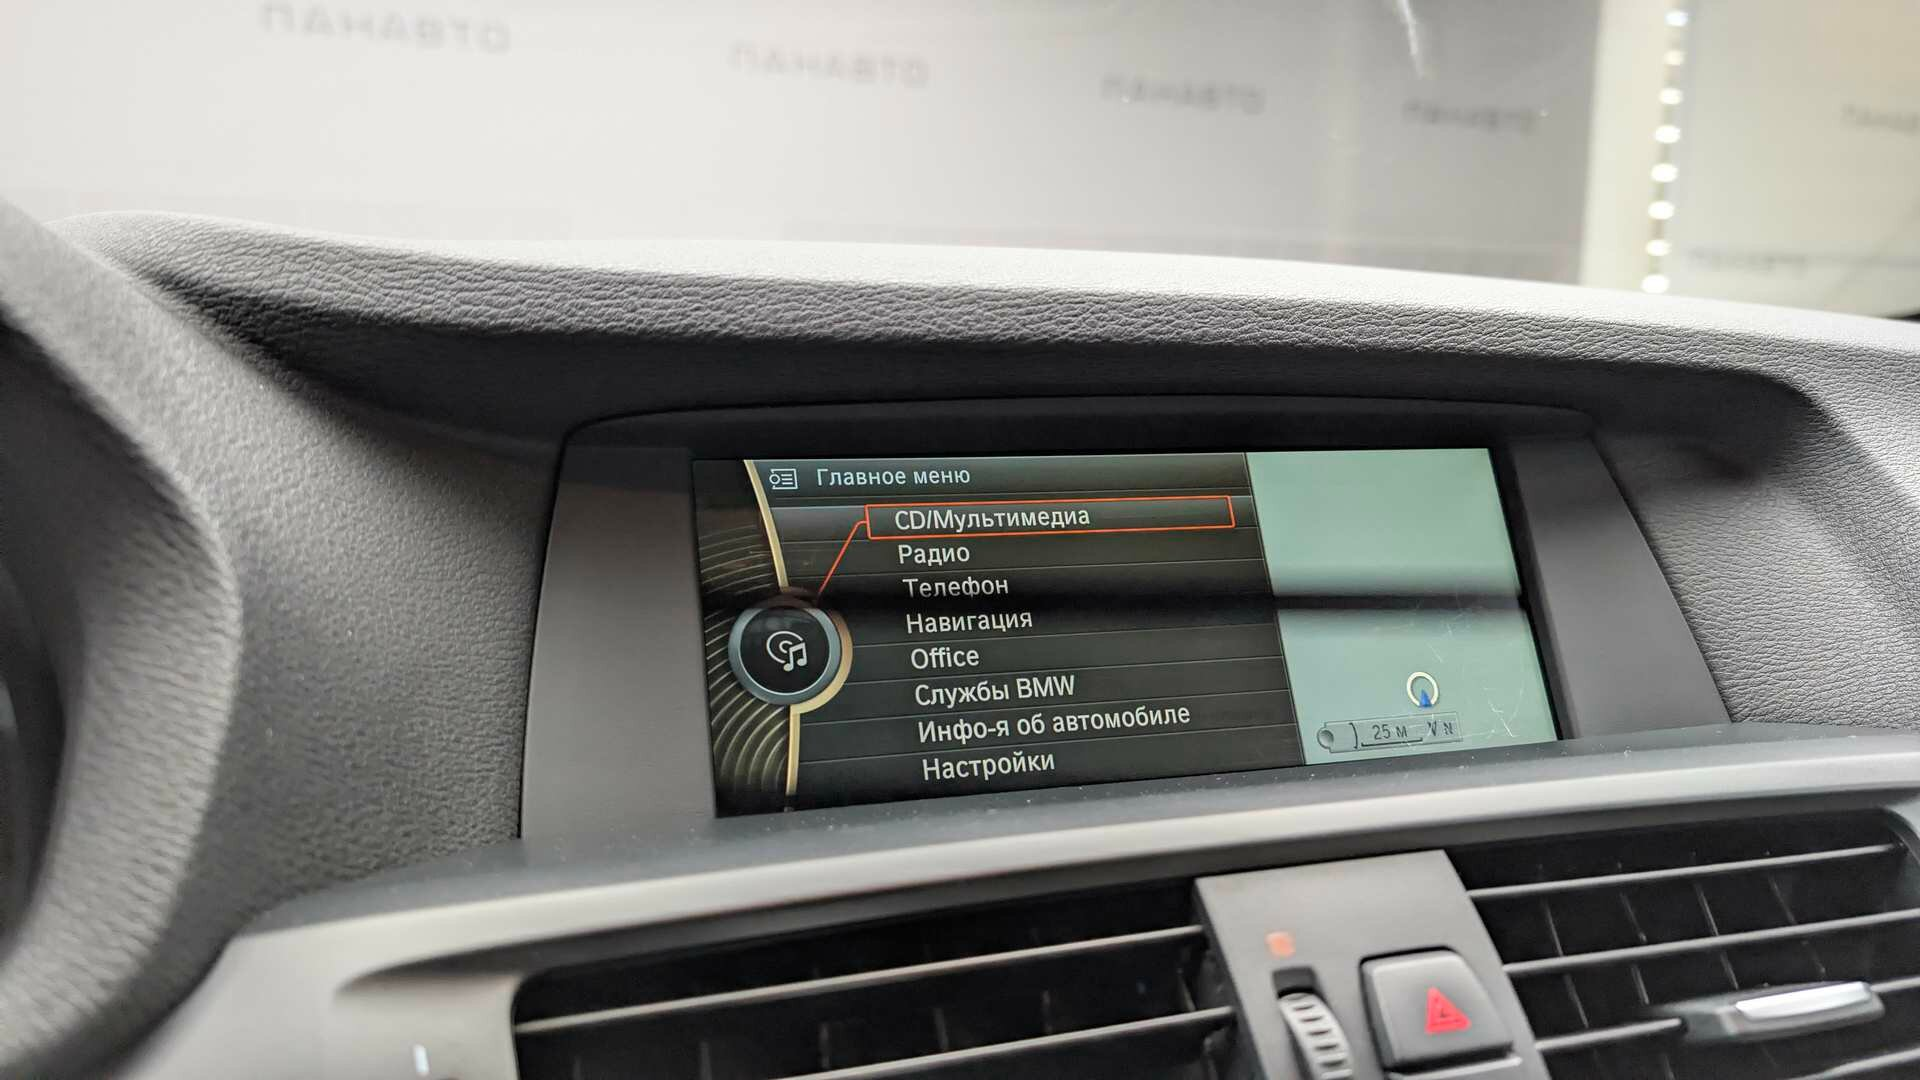 ПАНАВТО
ПАНАВТО
ПАНАВТО
ПАНАВТО
Главное меню
CD/Мультимедиа
Радио
Телефон
Навигация
Office
Службы BMW
Инфо-я об автомобиле
Настройки
25 м
N